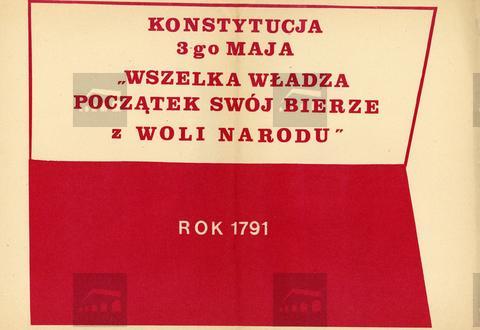 KONSTYTUCJA
3go MAJA
„WSZELKA WŁADZA
POCZĄTEK SWÓJ BIERZE
z WOLI NARODU”
ROK 1791